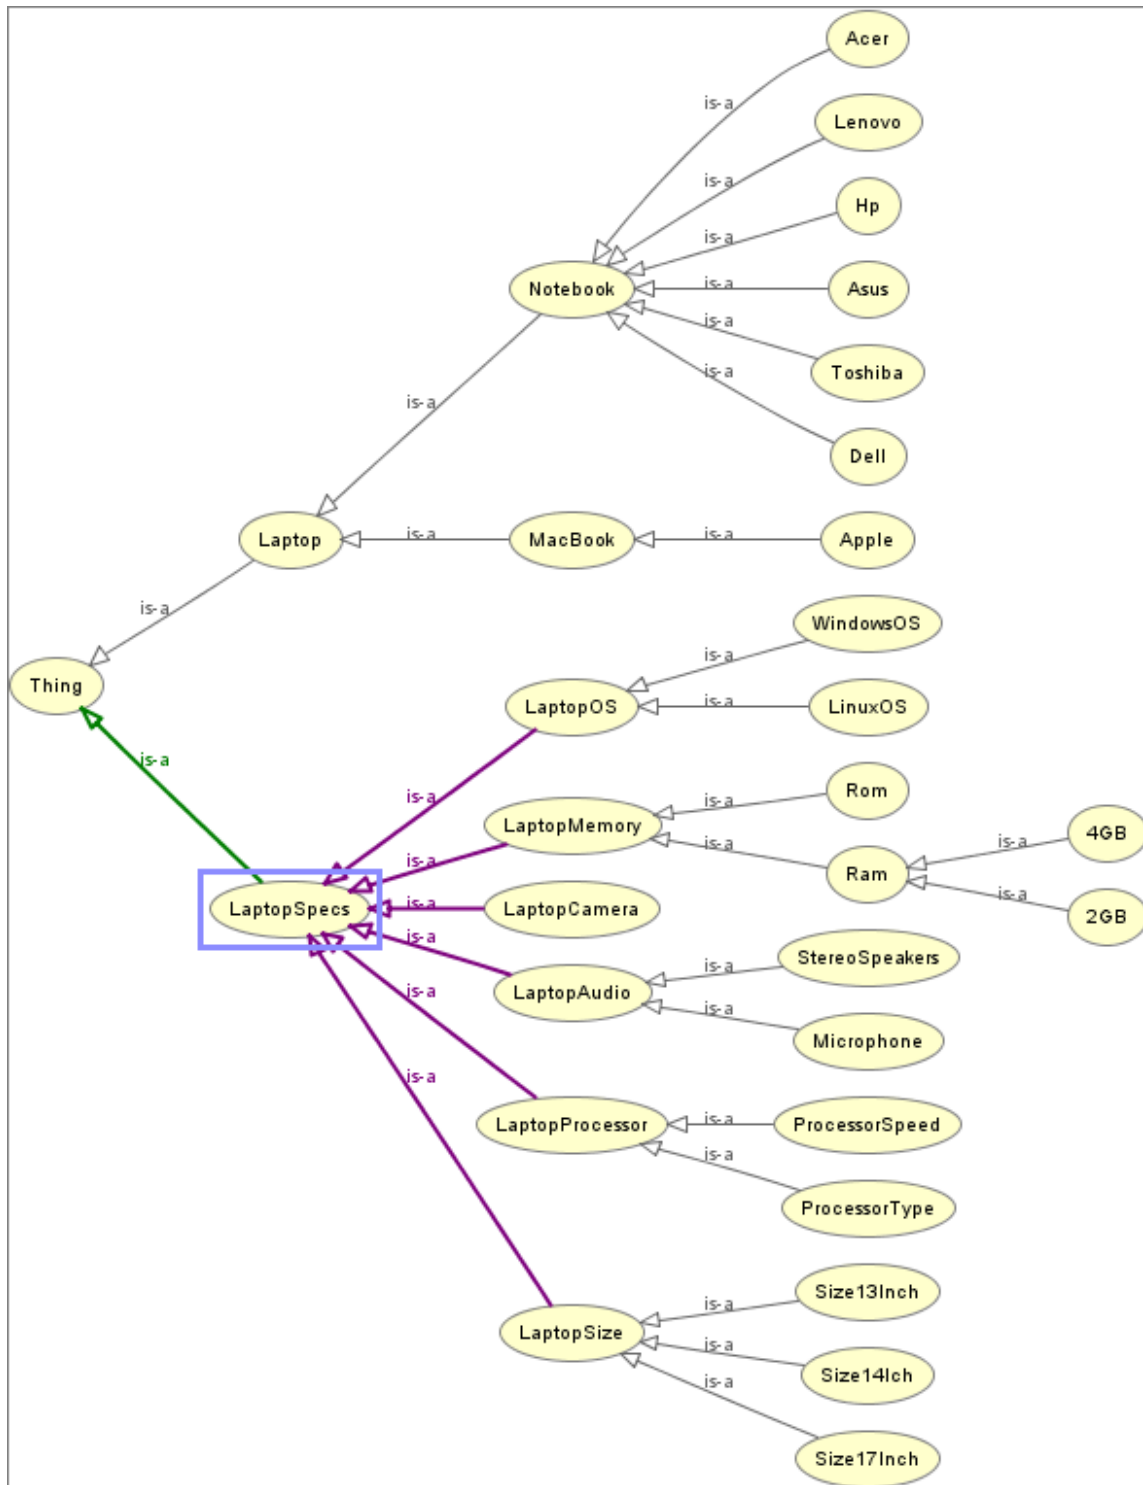 Acer
is-a
Lenovo
is-a
Hp
is-a
Notebook
is-a
Asus
is-a
Toshiba
is-a
Dell
is-a
Laptop
is-a
MacBook
is-a
Apple
is-a
WindowsOS
is-a
Thing
LaptopOS
is-a
LinuxOS
is-a
is-a
Rom
is-a
LaptopMemory
4GB
is-a
is-a
is-a
Ram
is-a
2GB
LaptopSpecs
is-a
LaptopCamera
is-a
StereoSpeakers
is-a
LaptopAudio
is-a
Microphone
is-a
LaptopProcessor
is-a
ProcessorSpeed
is-a
is-a
ProcessorType
Size13Inch
is-a
LaptopSize
is-a
Size14Ich
is-a
Size17Inch